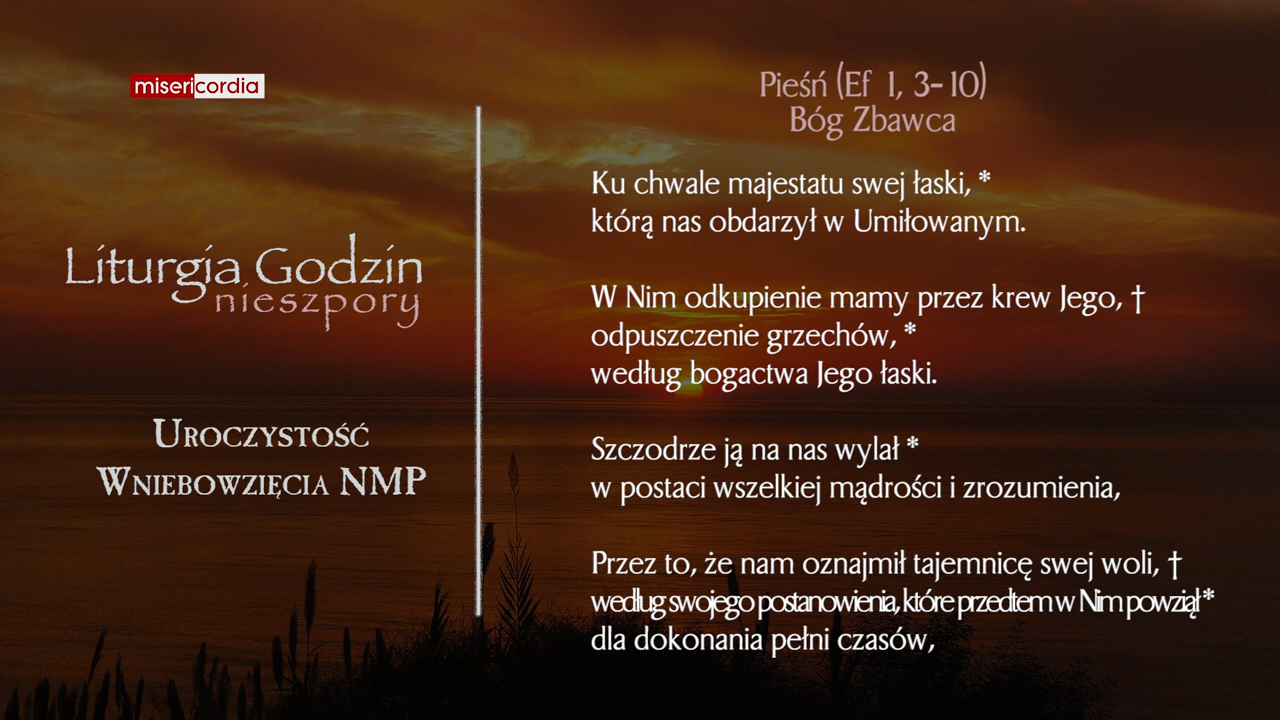 misericordia
Liturgia Godzin
nieszpory
Uroczystość
Wniebowzięcia NMP
Pieśń (Ef 1, 3-10)
Bóg Zbawca
Ku chwale majestatu swej łaski, *
którą nas obdarzył w Umiłowanym.
W Nim odkupienie mamy przez krew Jego, †
odpuszczenie grzechów, *
według bogactwa Jego łaski.
Szczodrze ją na nas wylał *
w postaci wszelkiej mądrości i zrozumienia,
Przez to, że nam oznajmił tajemnicę swej woli, †
według swojego postanowienia, które przedtem w Nim powziął *
dla dokonania pełni czasów,